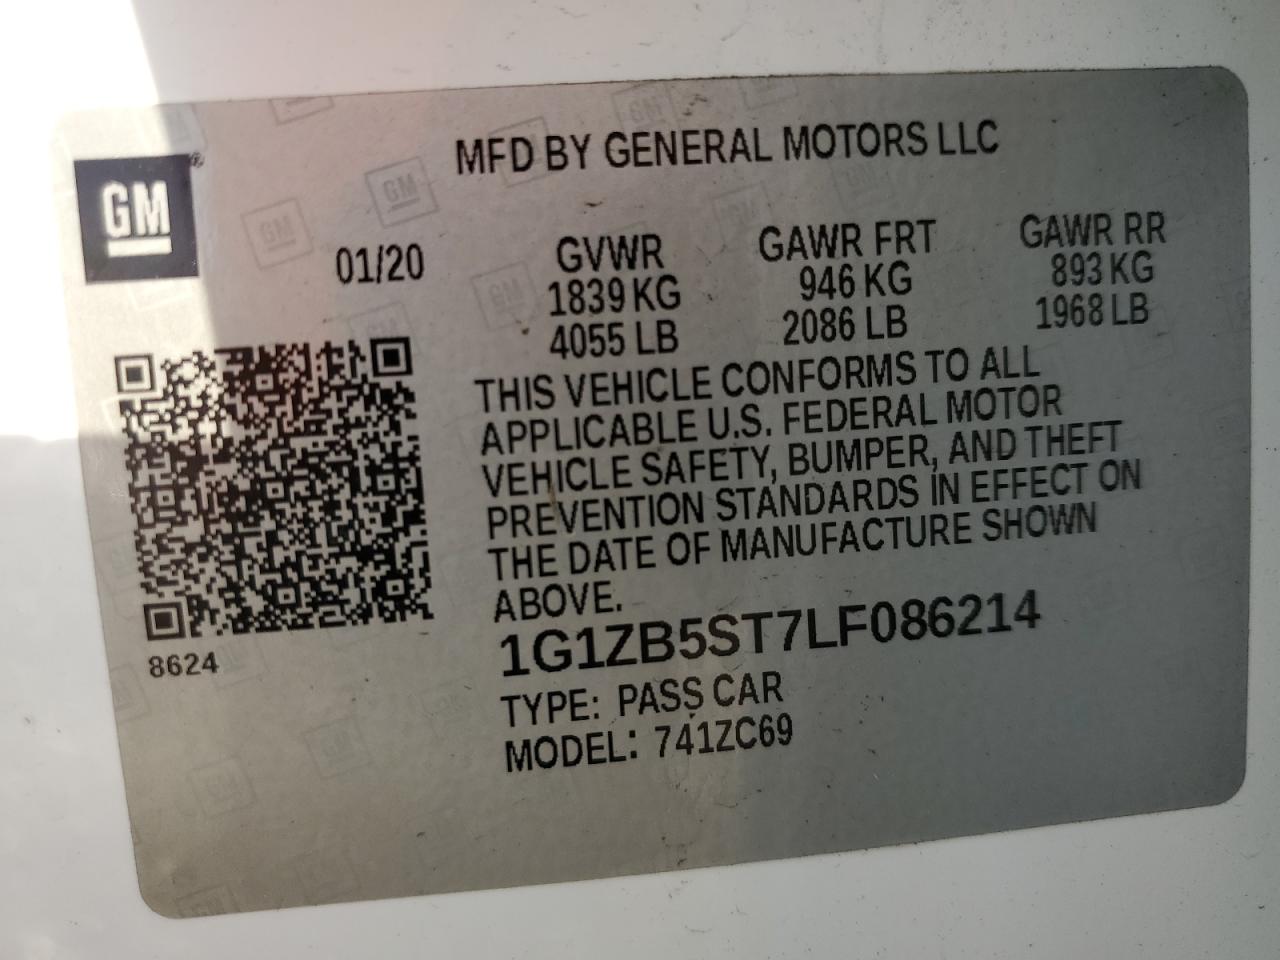 MFD BY GENERAL MOTORS LLC
GM®
01/20
GVWR GAWR FRT GAWR RR
1839 KG 946 KG 893 KG
4055 LB 2086 LB 1968 LB
THIS VEHICLE CONFORMS TO ALL
APPLICABLE U.S. FEDERAL MOTOR
VEHICLE SAFETY, BUMPER, AND THEFT
PREVENTION STANDARDS IN EFFECT ON
THE DATE OF MANUFACTURE SHOWN
ABOVE.
8624
1G1ZB5ST7LF086214
TYPE: PASS CAR
MODEL: 741ZC69